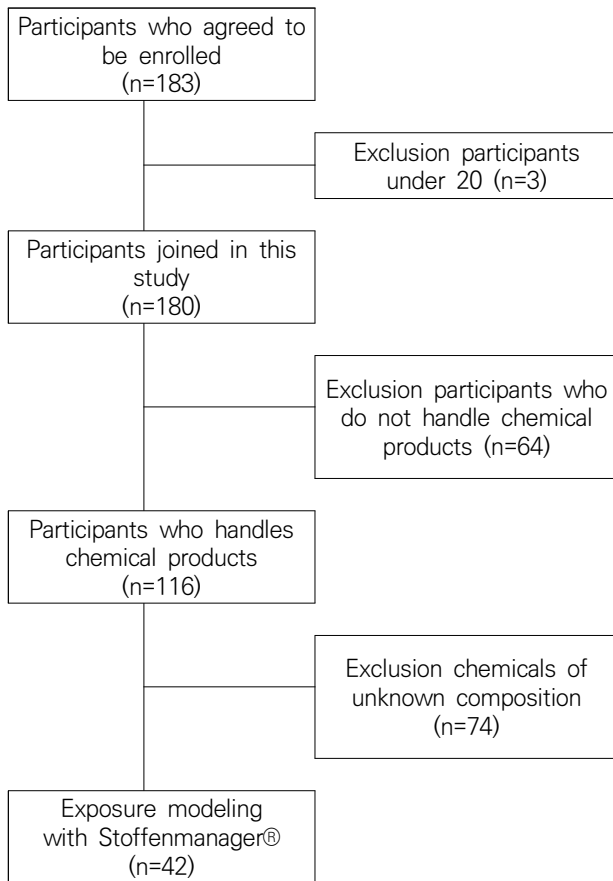 Participants who agreed to
be enrolled
(n=183)
Exclusion participants
under 20 (n=3)
Participants joined in this
study
(n=180)
Exclusion participants who
do not handle chemical
products (n=64)
Participants who handles
chemical products
(n=116)
Exclusion chemicals of
unknown composition
(n=74)
Exposure modeling
with Stoffenmanager®
(n=42)